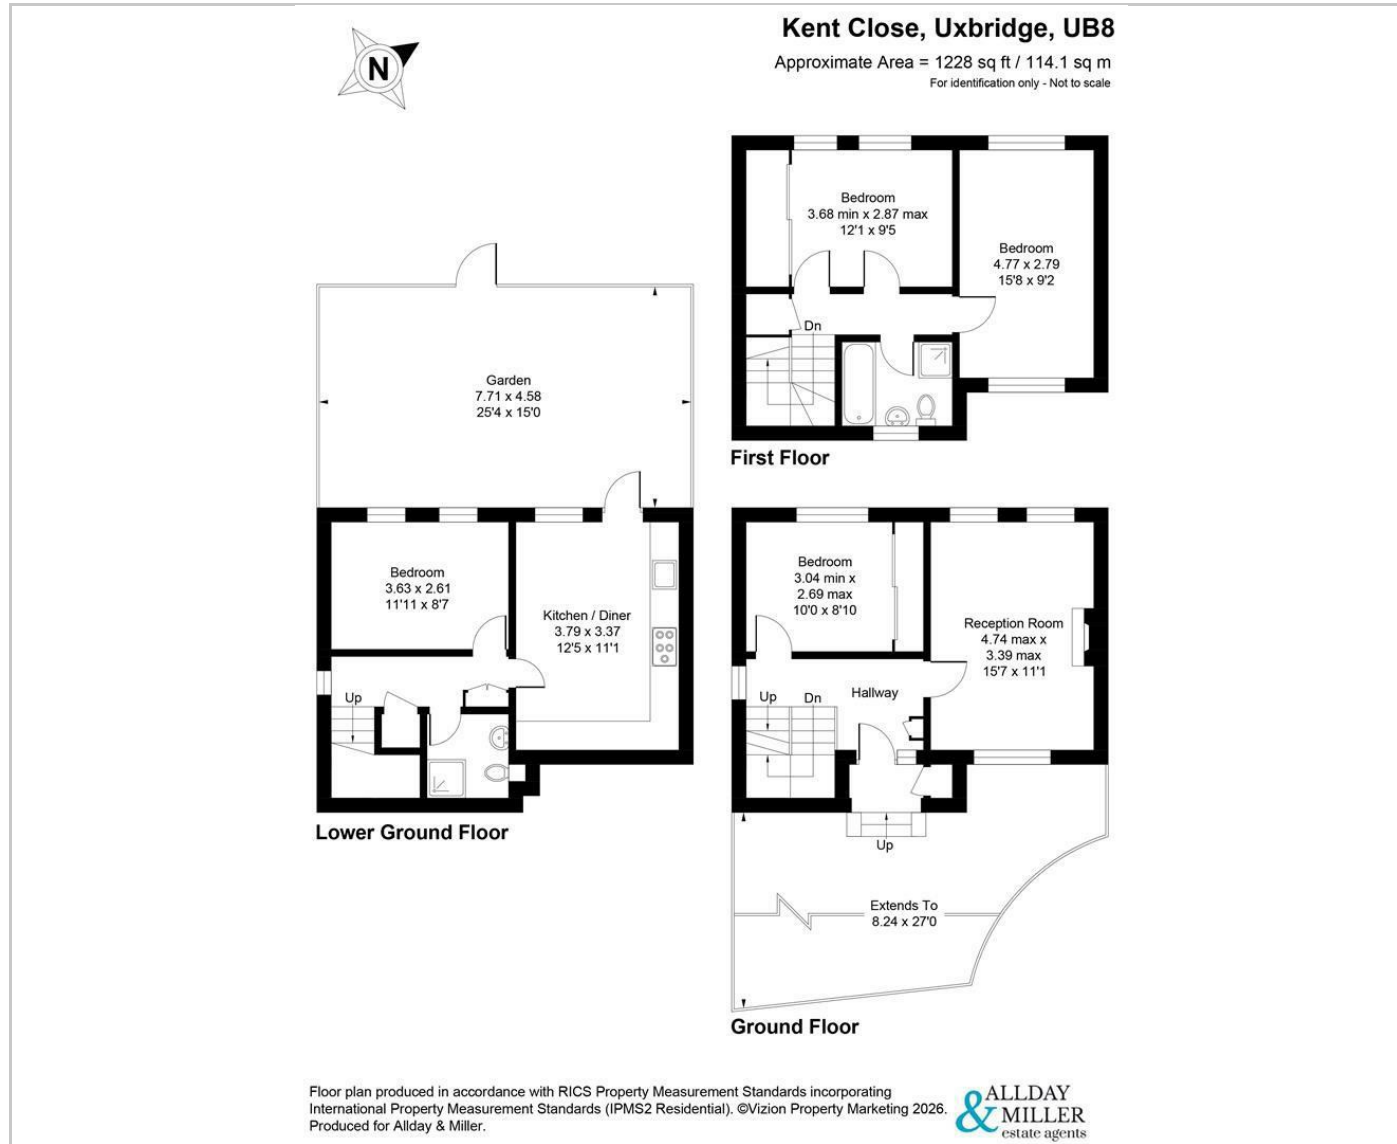 Kent Close, Uxbridge, UB8
Approximate Area = 1228 sq ft / 114.1 sq m
For identification only - Not to scale
N
Bedroom
3.68 min x 2.87 max
12'1 x 9'5
Bedroom
4.77 x 2.79
15'8 x 9'2
Dn
First Floor
Garden
7.71 x 4.58
25'4 x 15'0
Bedroom
3.63 x 2.61
11'11 x 8'7
Kitchen / Diner
3.79 x 3.37
12'5 x 11'1
Up
Lower Ground Floor
Bedroom
3.04 min x
2.69 max
10'0 x 8'10
Reception Room
4.74 max x
3.39 max
15'7 x 11'1
Hallway
Up
Dn
Up
Extends To
8.24 x 27'0
Ground Floor
Floor plan produced in accordance with RICS Property Measurement Standards incorporating
International Property Measurement Standards (IPMS2 Residential). ©Vizion Property Marketing 2026.
Produced for Allday & Miller.
ALLDAY
& MILLER
estate agents